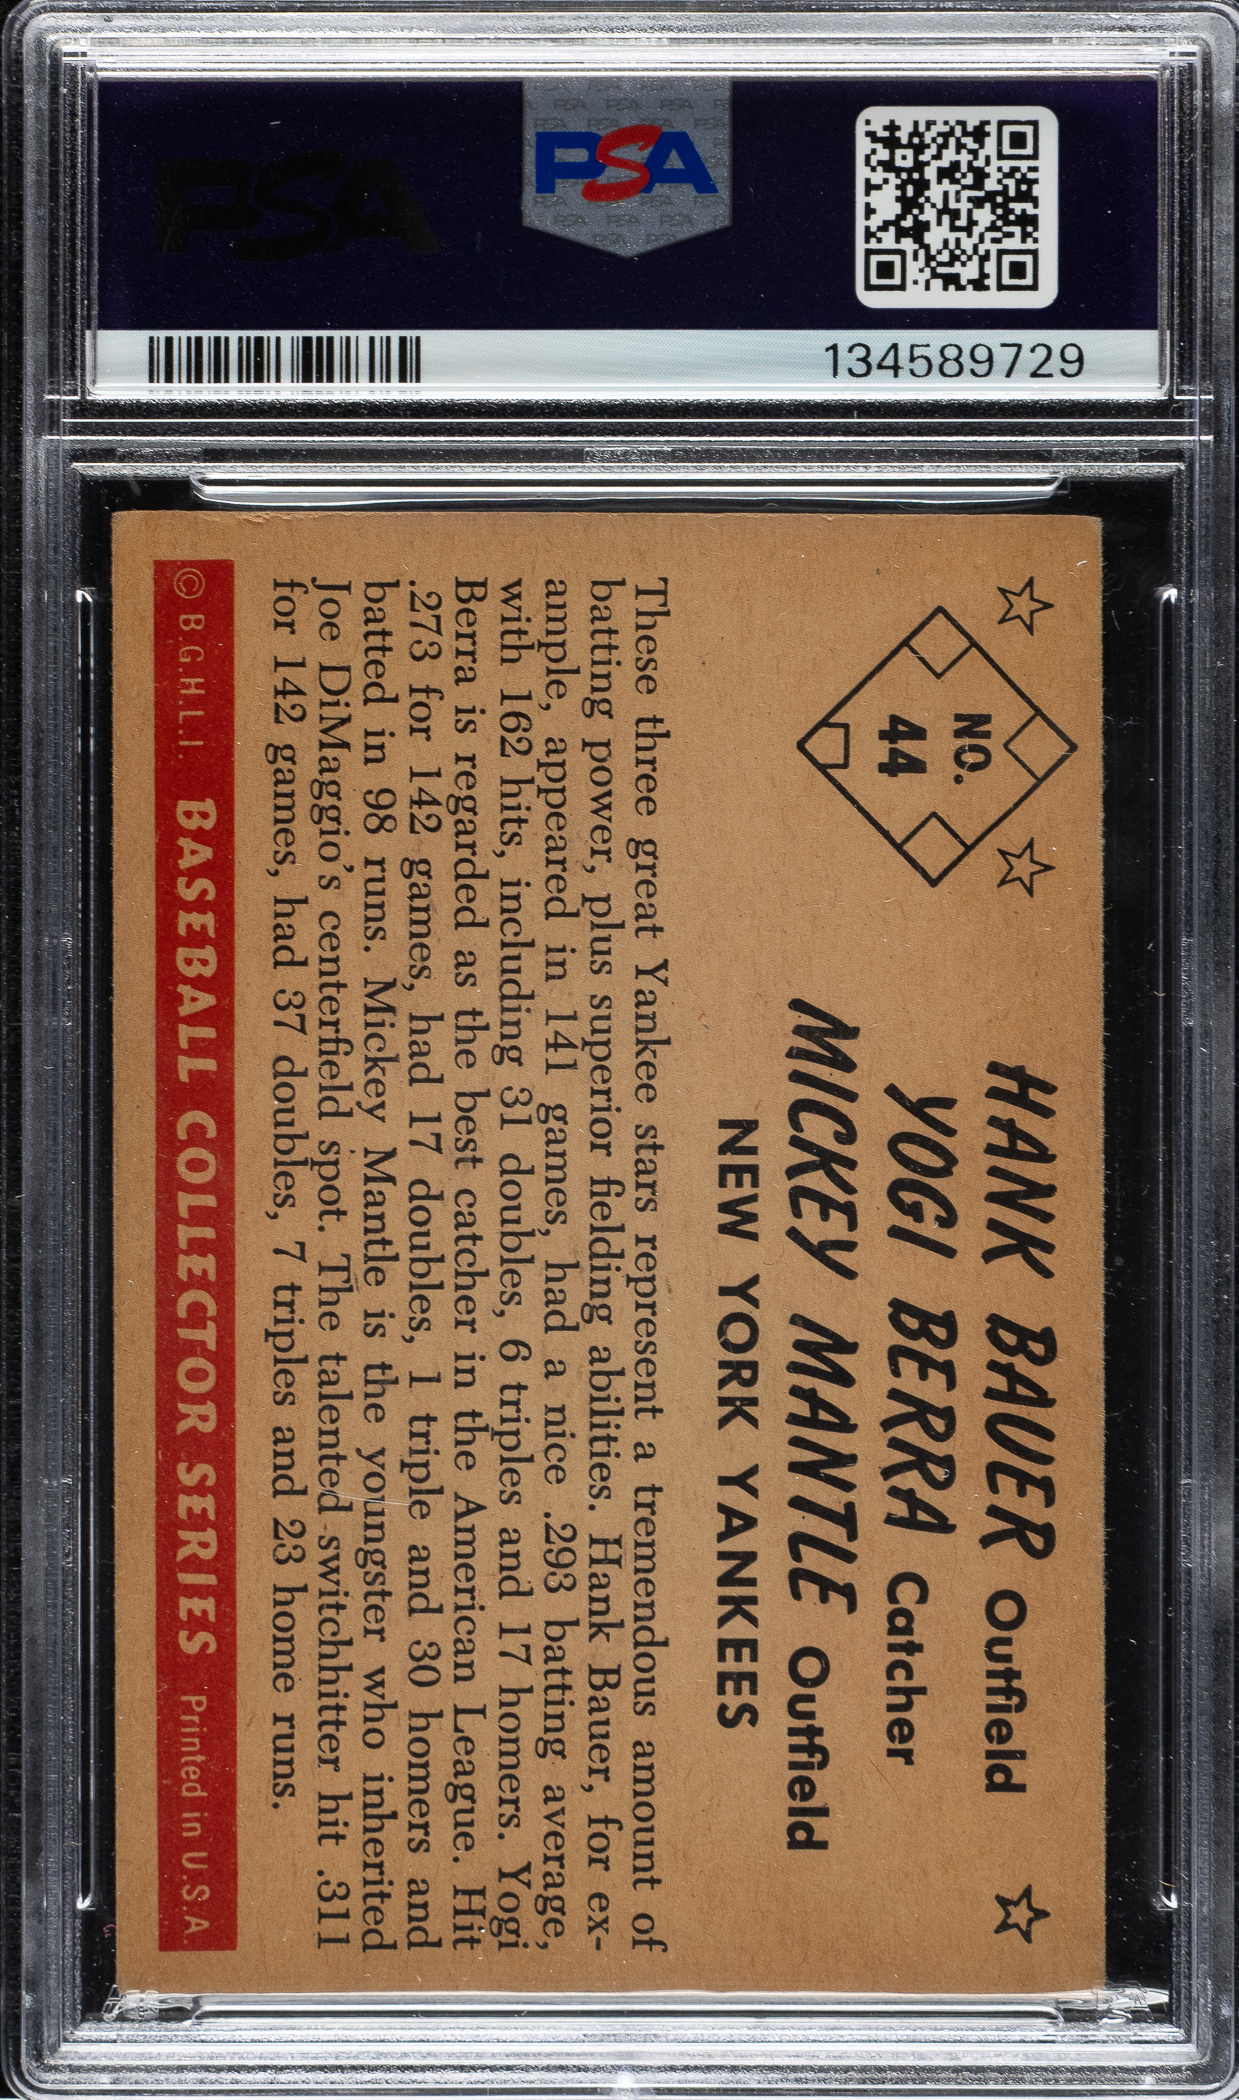 PSA
PSA
134589729
NO.
44
HANK BAUER Outfield
YOGI BERRA Catcher
MICKEY MANTLE Outfield
NEW YORK YANKEES
These three great Yankee stars represent a tremendous amount of
batting power, plus superior fielding abilities. Hank Bauer, for ex-
ample, appeared in 141 games, had a nice .293 batting average,
with 162 hits, including 31 doubles, 6 triples and 17 homers. Yogi
Berra is regarded as the best catcher in the American League. Hit
.273 for 142 games, had 17 doubles, 1 triple and 30 homers and
batted in 98 runs. Mickey Mantle is the youngster who inherited
Joe DiMaggio's centerfield spot. The talented switchhitter hit .311
for 142 games, had 37 doubles, 7 triples and 23 home runs.
© B.G.H.L.I. BASEBALL COLLECTOR SERIES Printed in U.S.A.